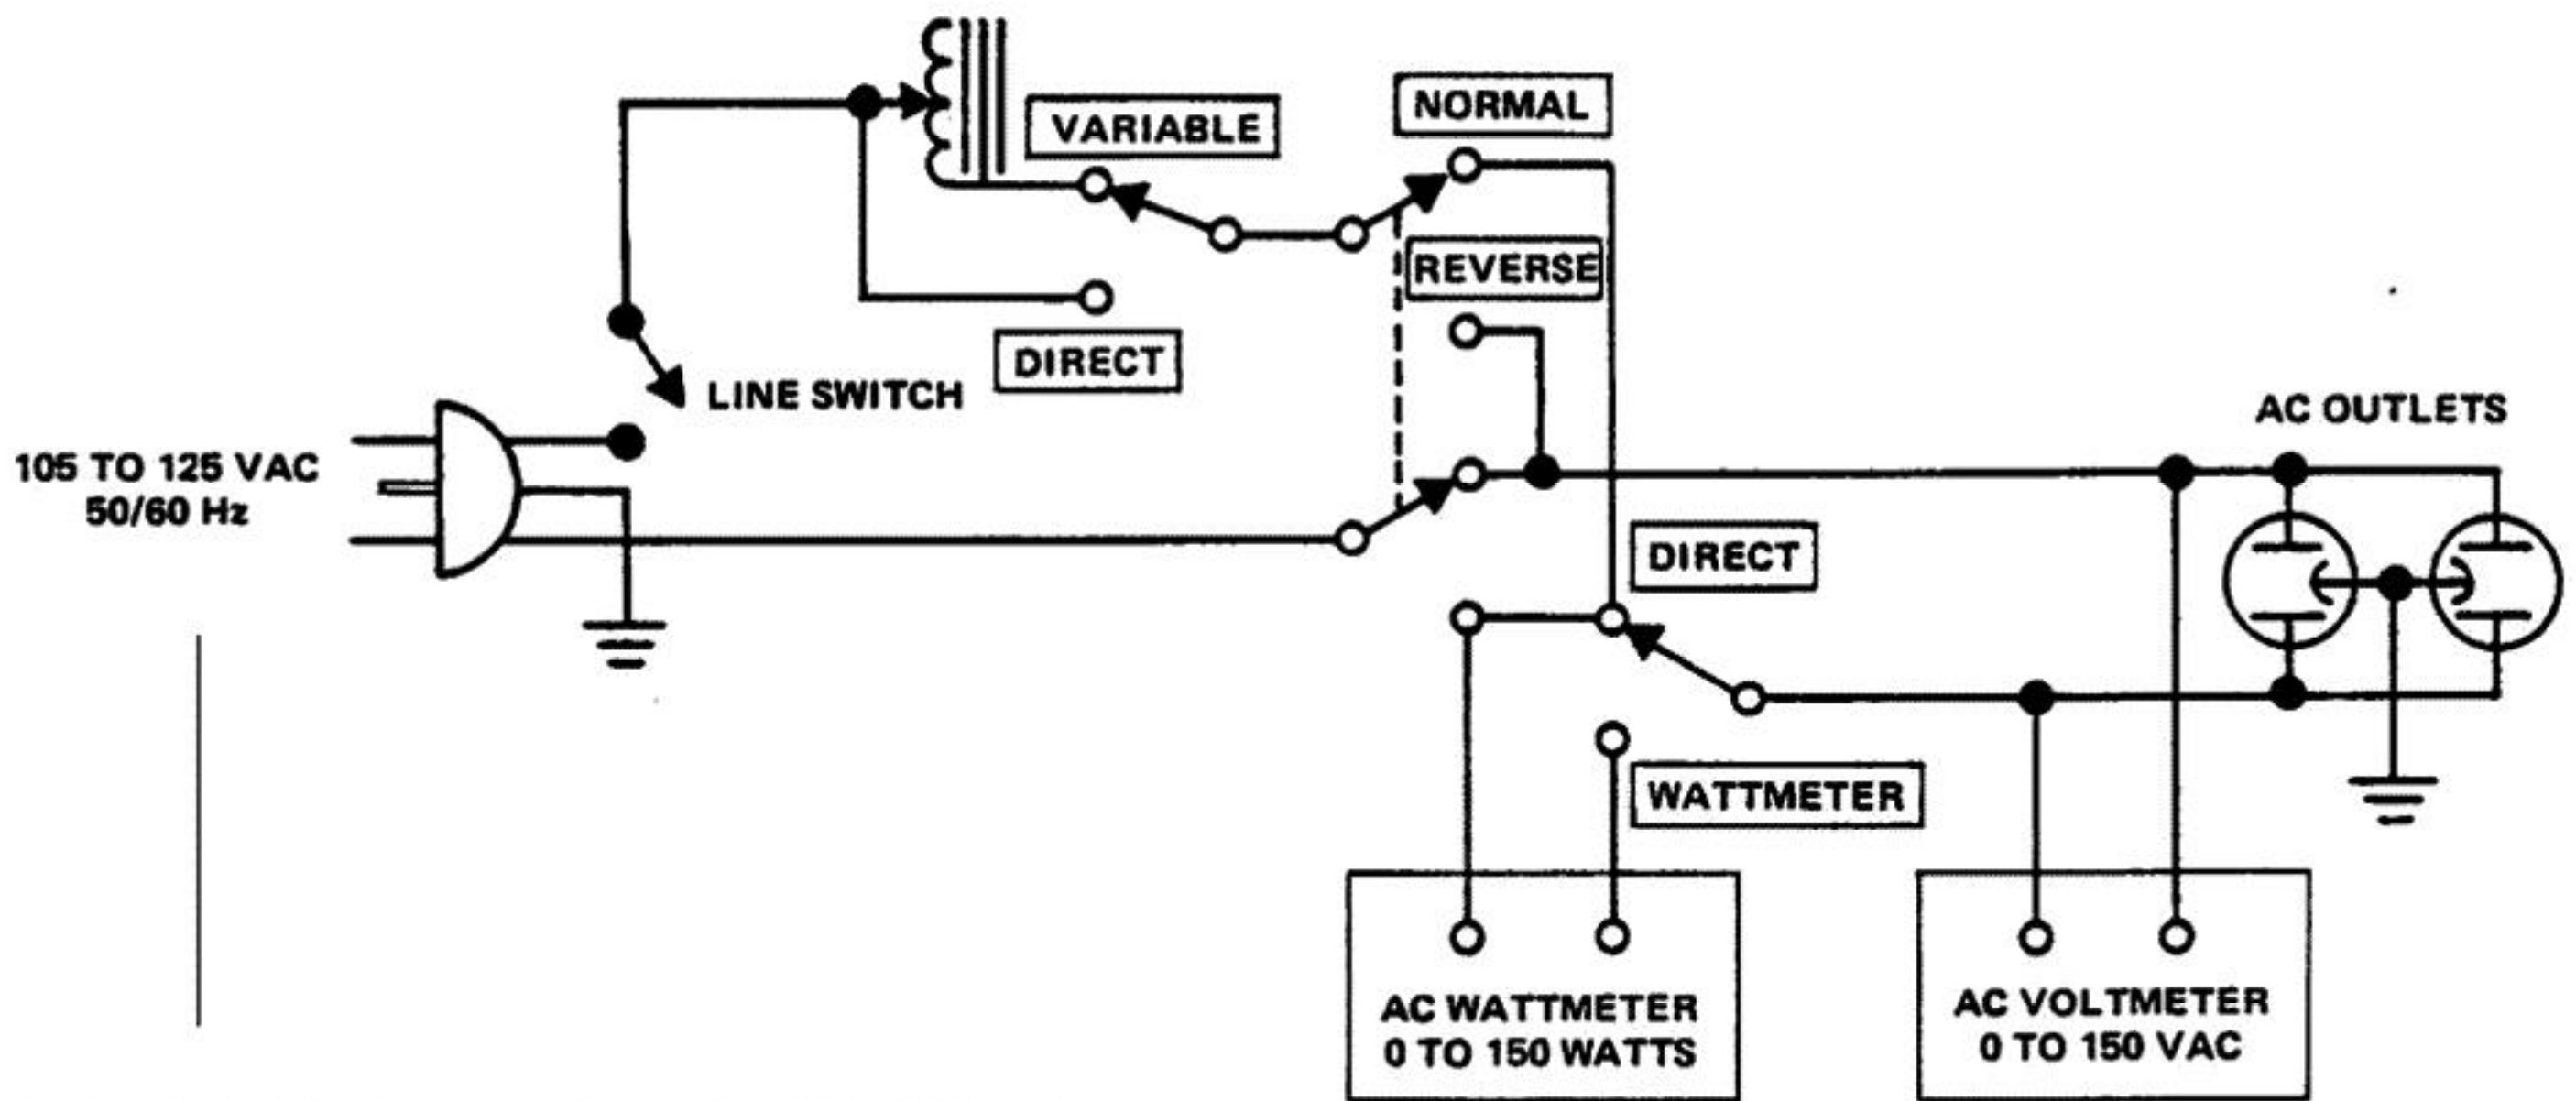 VARIABLE
NORMAL
REVERSE
DIRECT
LINE SWITCH
105 TO 125 VAC
50/60 Hz
AC OUTLETS
DIRECT
WATTMETER
AC WATTMETER
0 TO 150 WATTS
AC VOLTMETER
0 TO 150 VAC